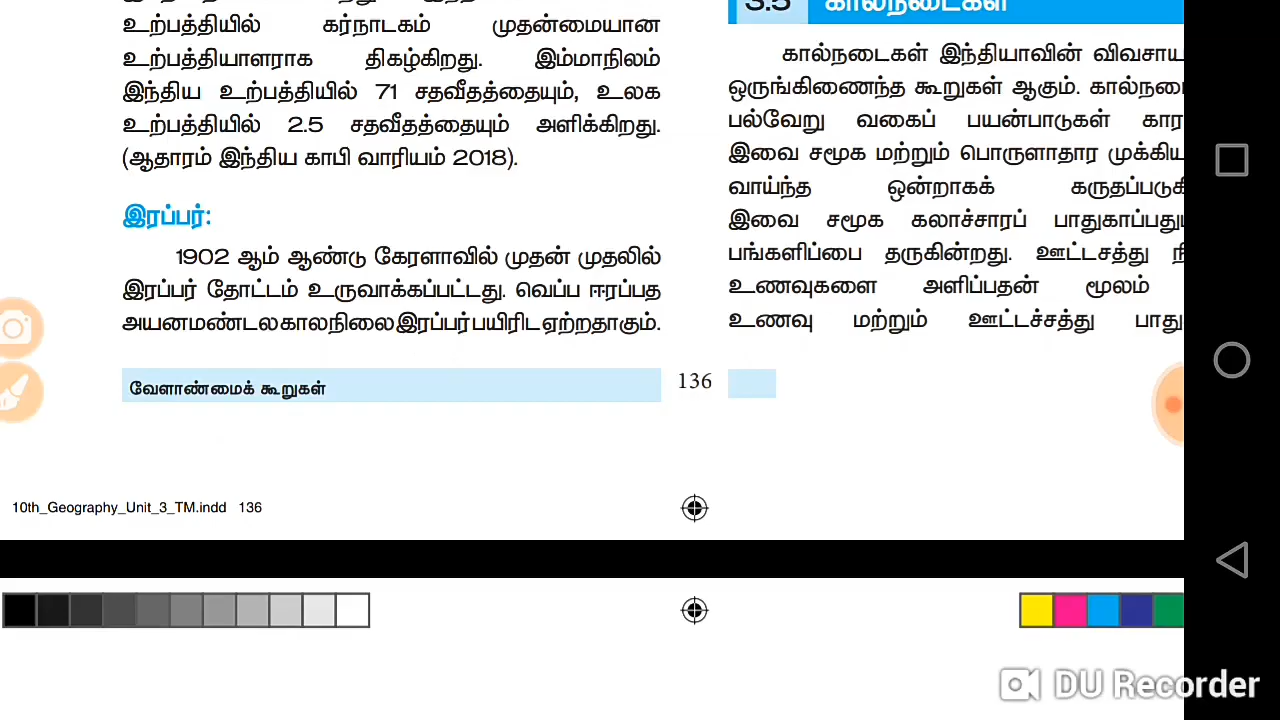 உற்பத்தியில் கர்நாடகம் முதன்மையான
உற்பத்தியாளராக திகழ்கிறது. இம்மாநிலம்
இந்திய உற்பத்தியில் 71 சதவீதத்தையும், உலக
உற்பத்தியில் 2.5 சதவீதத்தையும் அளிக்கிறது.
(ஆதாரம் இந்திய காபி வாரியம் 2018).
இரப்பர்:
1902 ஆம் ஆண்டு கேரளாவில் முதன் முதலில்
இரப்பர் தோட்டம் உருவாக்கப்பட்டது. வெப்ப ஈரப்பத
அயனமண்டல காலநிலை இரப்பர் பயிரிட ஏற்றதாகும்.
3.5 கால்நடைகள்
கால்நடைகள் இந்தியாவின் விவசாய
ஒருங்கிணைந்த கூறுகள் ஆகும். கால்நடை
பல்வேறு வகைப் பயன்பாடுகள் கார
இவை சமூக மற்றும் பொருளாதார முக்கிய
வாய்ந்த ஒன்றாகக் கருதப்படுகி
இவை சமூக கலாச்சாரப் பாதுகாப்பது
பங்களிப்பை தருகின்றது. ஊட்டசத்து நி
உணவுகளை அளிப்பதன் மூலம்
உணவு மற்றும் ஊட்டச்சத்து பாது
வேளாண்மைக் கூறுகள்
136
10th_Geography_Unit_3_TM.indd 136
DU Recorder